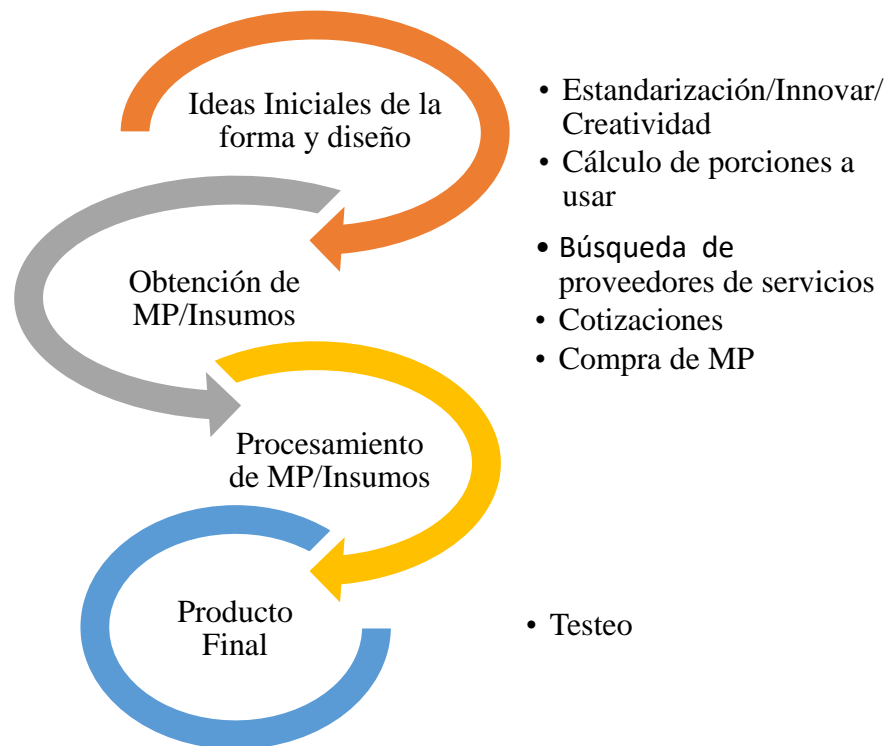 Ideas Iniciales de la
forma y diseño
• Estandarización/Innovar/
Creatividad
• Cálculo de porciones a
usar
Obtención de
MP/Insumos
• Búsqueda de
proveedores de servicios
• Cotizaciones
• Compra de MP
Procesamiento
de MP/Insumos
Producto
Final
• Testeo